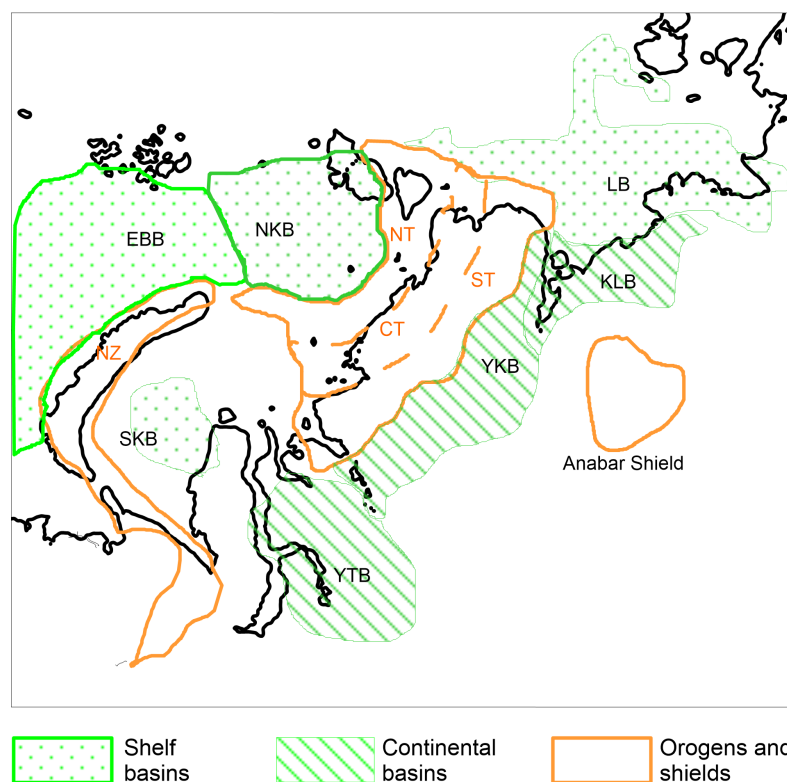 LB
EBB
NKB
NT
KLB
ST
CT
NZ
YKB
SKB
Anabar Shield
YTB
Shelf
basins
Continental
basins
Orogens and
shields